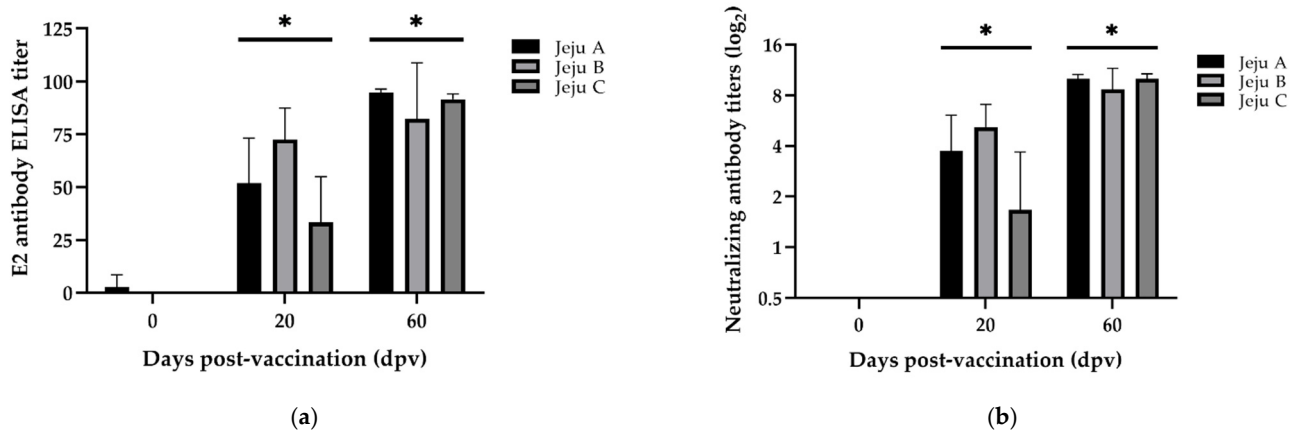 125
100
75
50
25
0
E2 antibody ELISA titer
*
*
Jeju A
Jeju B
Jeju C
0
20
60
Days post-vaccination (dpv)
(a)
16
8
4
2
1
0.5
Neutralizing antibody titers (log₂)
*
*
Jeju A
Jeju B
Jeju C
0
20
60
Days post-vaccination (dpv)
(b)